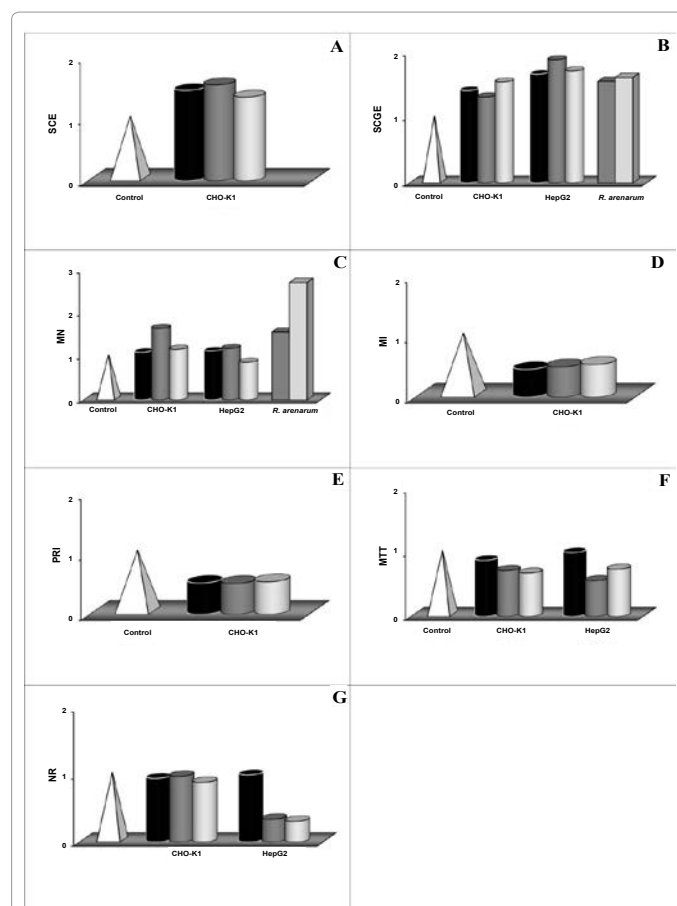 A
2
1
0
SCE
Control
CHO-K1
B
2
1
0
SCGE
Control
CHO-K1
HepG2
R. arenarum
C
3
2
1
0
MN
Control
CHO-K1
HepG2
R. arenarum
D
2
1
0
MI
Control
CHO-K1
E
2
1
0
PRI
Control
CHO-K1
F
2
1
0
MTT
Control
CHO-K1
HepG2
G
2
1
0
NR
CHO-K1
HepG2